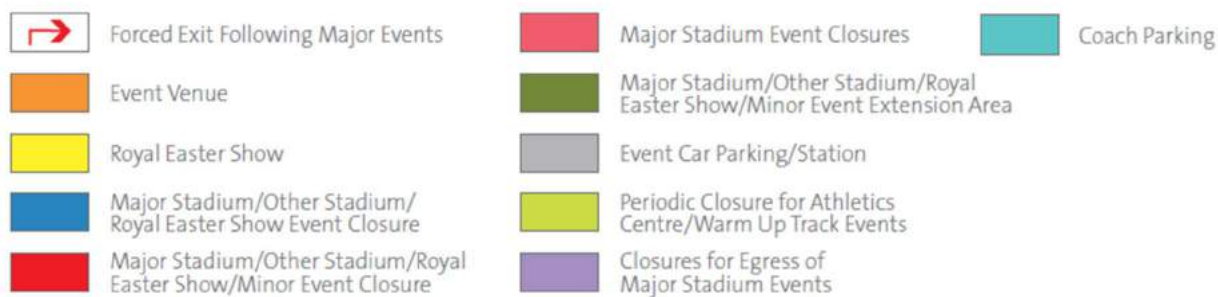 Forced Exit Following Major Events
Event Venue
Royal Easter Show
Major Stadium/Other Stadium/
Royal Easter Show Event Closure
Major Stadium/Other Stadium/Royal
Easter Show/Minor Event Closure
Major Stadium Event Closures
Major Stadium/Other Stadium/Royal
Easter Show/Minor Event Extension Area
Event Car Parking/Station
Periodic Closure for Athletics
Centre/Warm Up Track Events
Closures for Egress of
Major Stadium Events
Coach Parking